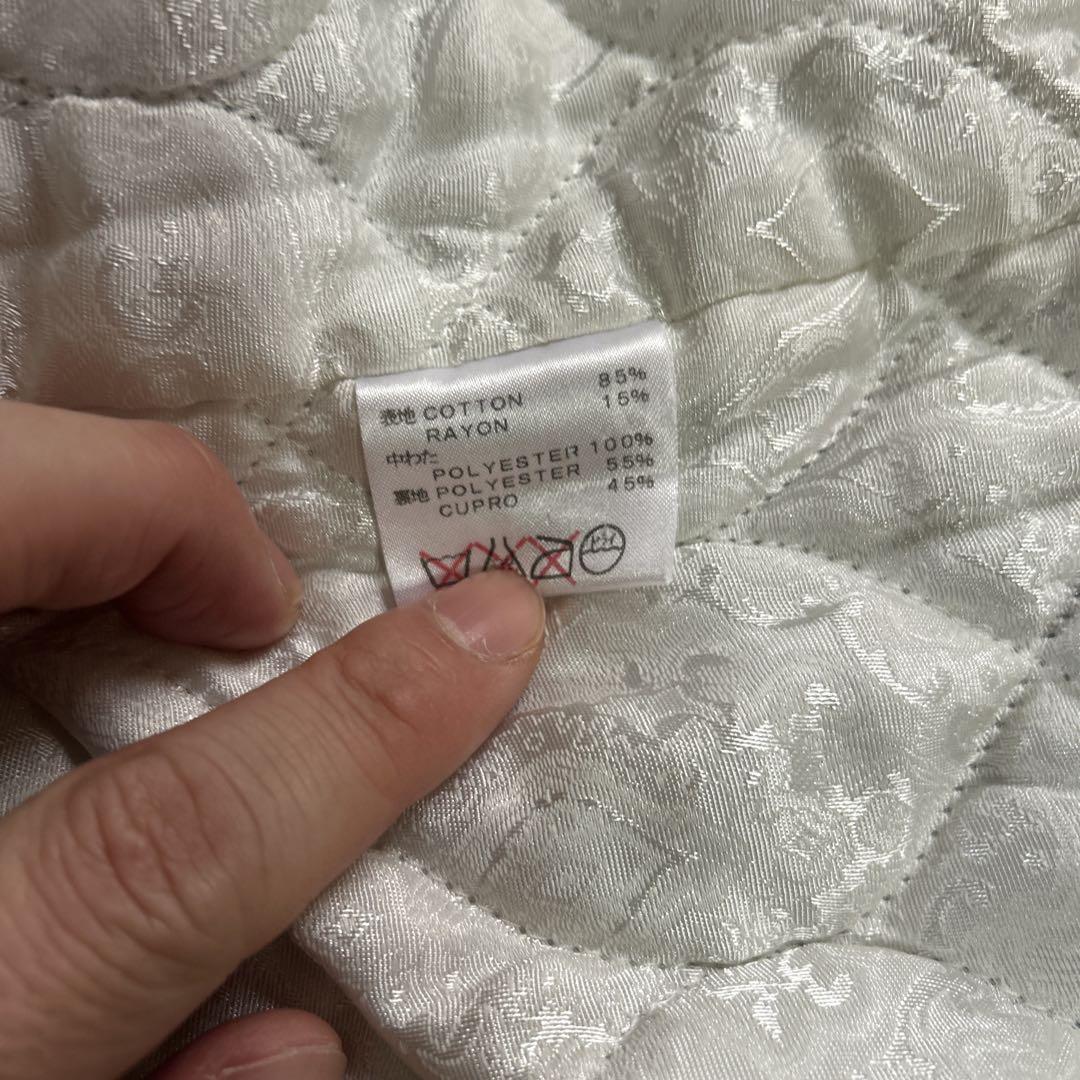 表地 COTTON 85%
RAYON 15%
中わた
POLYESTER 100%
裏地 POLYESTER 55%
CUPRO 45%